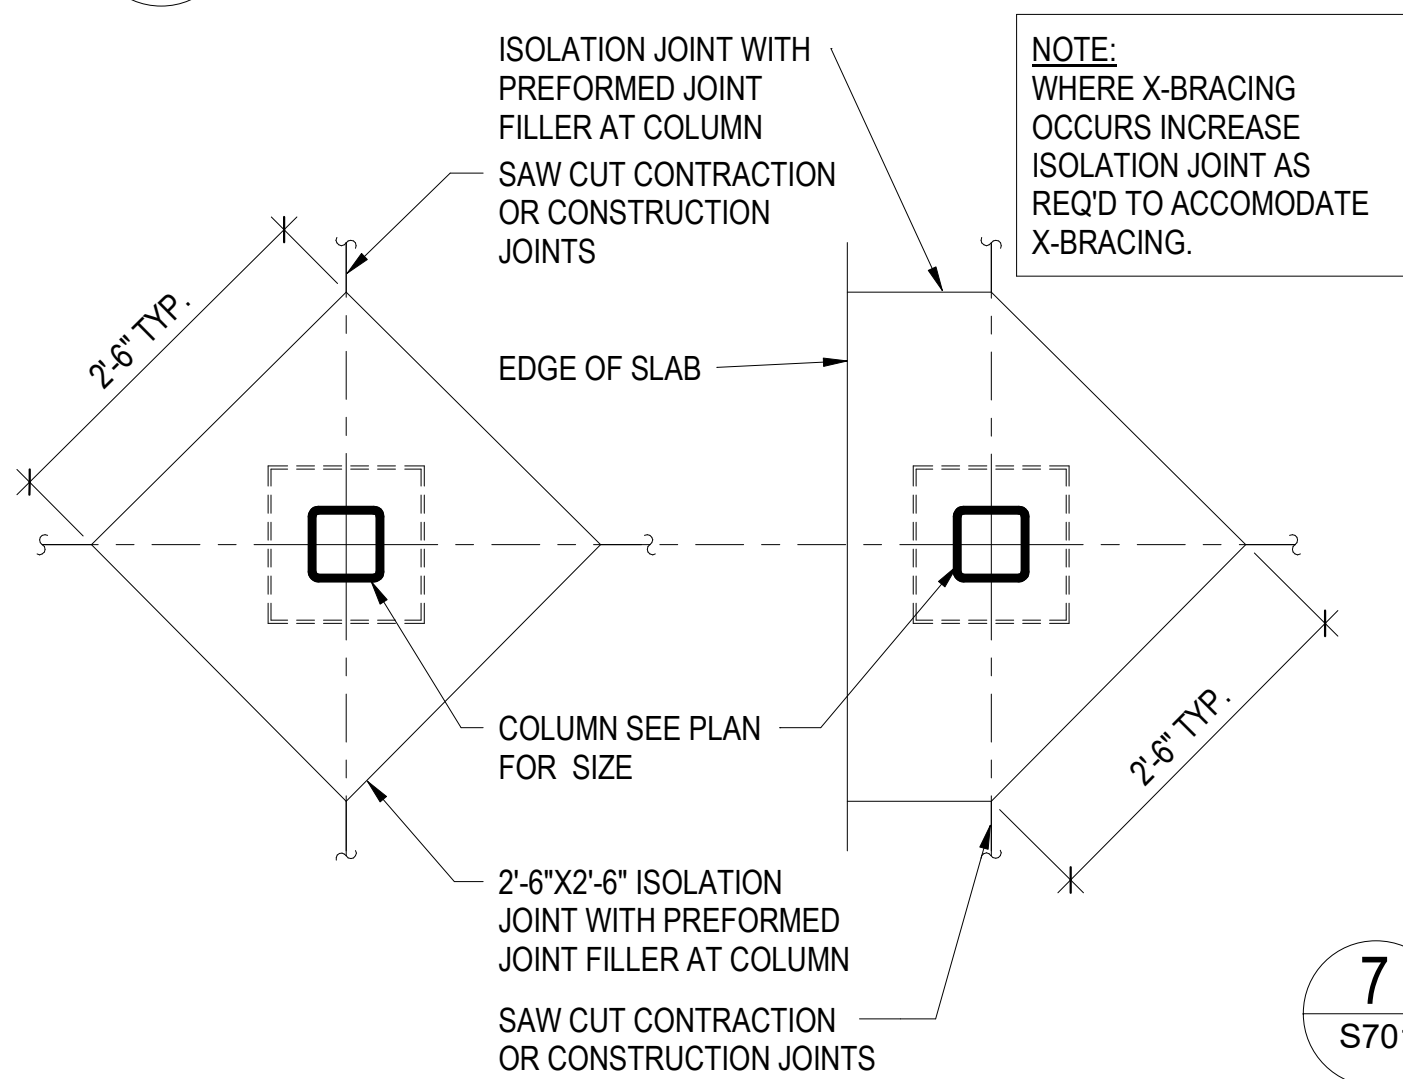 ISOLATION JOINT WITH
PREFORMED JOINT
FILLER AT COLUMN
SAW CUT CONTRACTION
OR CONSTRUCTION
JOINTS
NOTE:
WHERE X-BRACING
OCCURS INCREASE
ISOLATION JOINT AS
REQ'D TO ACCOMODATE
X-BRACING.
2'-6" TYP.
EDGE OF SLAB
COLUMN SEE PLAN
FOR SIZE
2'-6" TYP.
2'-6"X2'-6" ISOLATION
JOINT WITH PREFORMED
JOINT FILLER AT COLUMN
SAW CUT CONTRACTION
OR CONSTRUCTION JOINTS
7